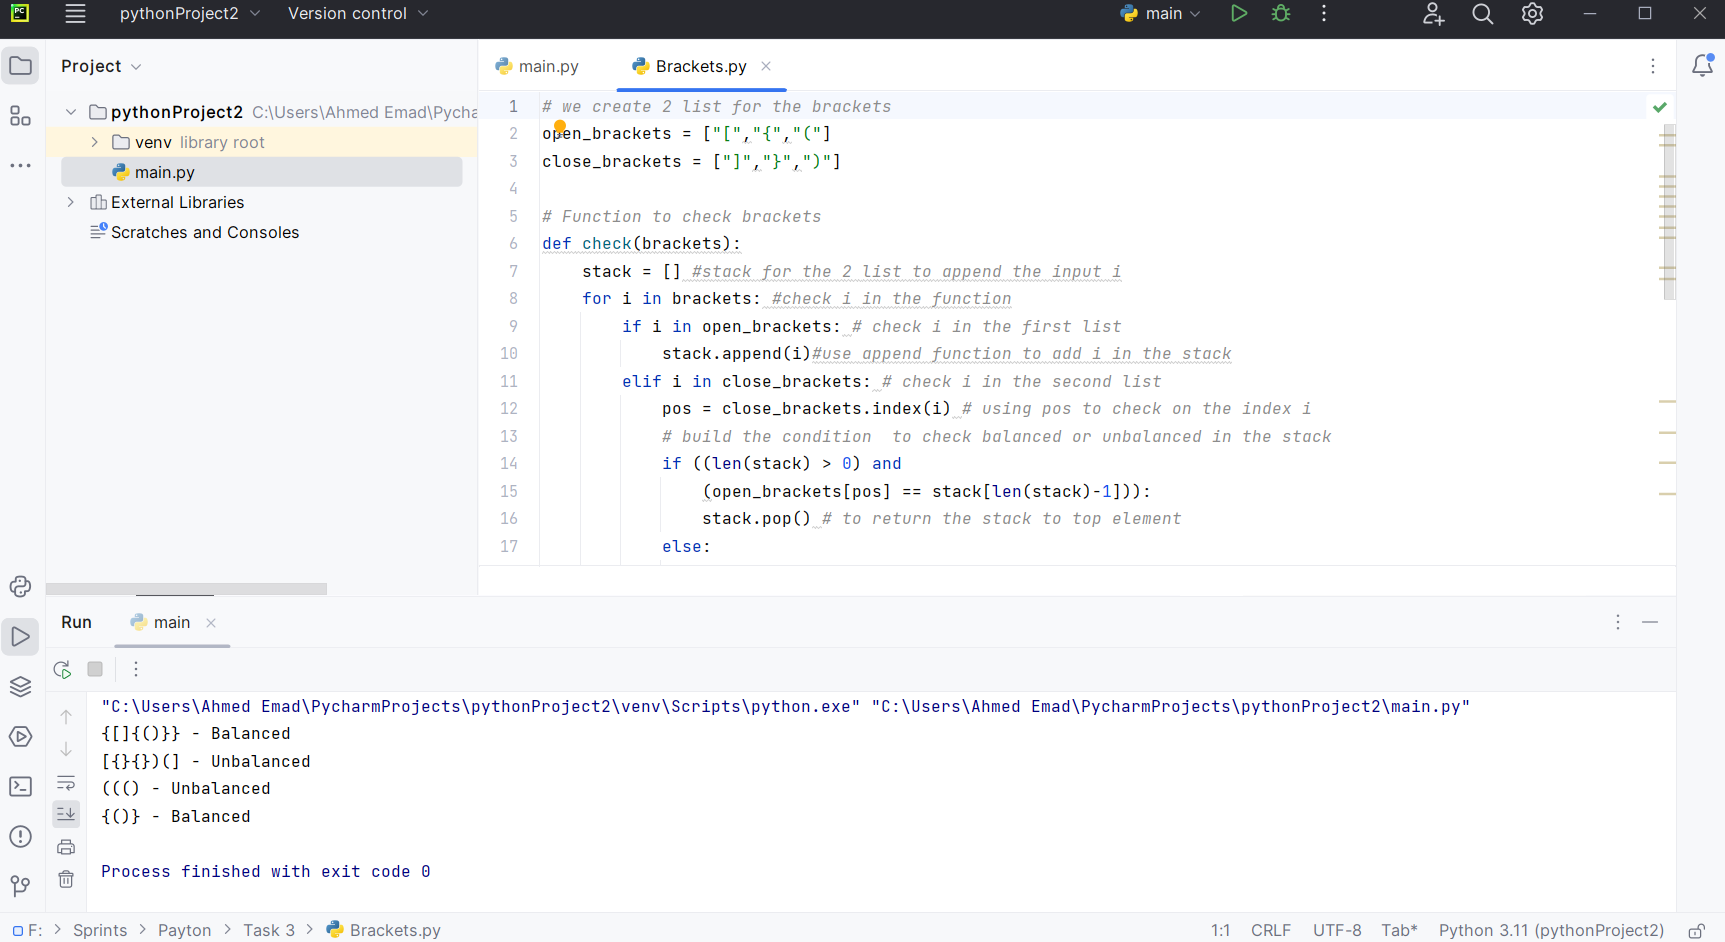 PC pythonProject2 Version control main
Project
main.py Brackets.py
pythonProject2 C:\Users\Ahmed Emad\Pycha
venv library root
main.py
External Libraries
Scratches and Consoles
1 # we create 2 list for the brackets
2 open_brackets = ["[","{","("]
3 close_brackets = ["]","}",")"]
4
5 # Function to check brackets
6 def check(brackets):
7 stack = [] #stack for the 2 list to append the input i
8 for i in brackets: #check i in the function
9 if i in open_brackets: # check i in the first list
10 stack.append(i)#use append function to add i in the stack
11 elif i in close_brackets: # check i in the second list
12 pos = close_brackets.index(i) # using pos to check on the index i
13 # build the condition  to check balanced or unbalanced in the stack
14 if ((len(stack) > 0) and
15 (open_brackets[pos] == stack[len(stack)-1])):
16 stack.pop() # to return the stack to top element
17 else:
Run main
"C:\Users\Ahmed Emad\PycharmProjects\pythonProject2\venv\Scripts\python.exe" "C:\Users\Ahmed Emad\PycharmProjects\pythonProject2\main.py"
{[]{()}} - Balanced
[{}{})(] - Unbalanced
((() - Unbalanced
{()} - Balanced
Process finished with exit code 0
F: > Sprints > Payton > Task 3 > Brackets.py 1:1 CRLF UTF-8 Tab* Python 3.11 (pythonProject2)